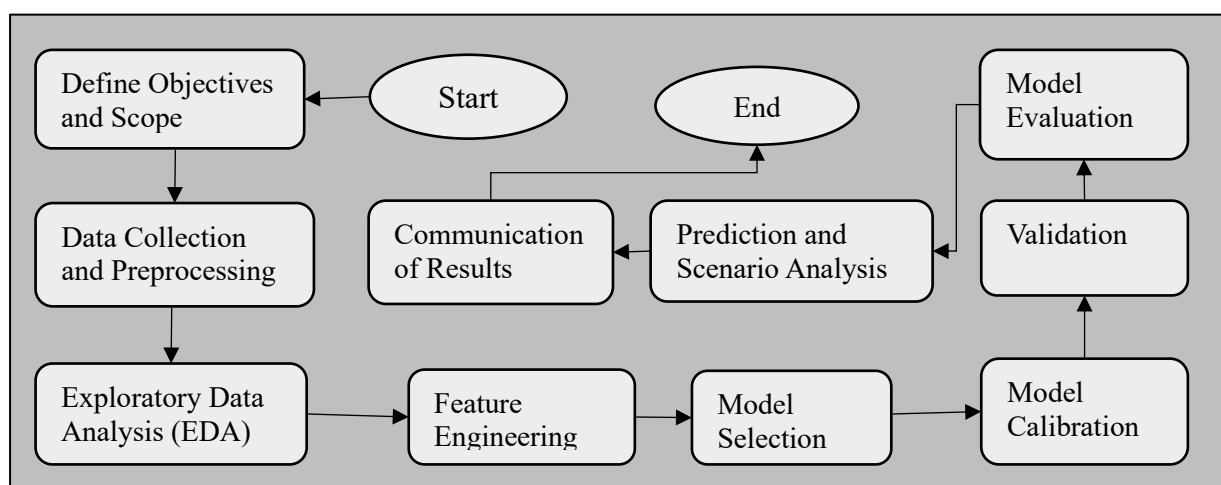 Define Objectives
and Scope
Start
End
Model
Evaluation
Data Collection
and Preprocessing
Communication
of Results
Prediction and
Scenario Analysis
Validation
Exploratory Data
Analysis (EDA)
Feature
Engineering
Model
Selection
Model
Calibration